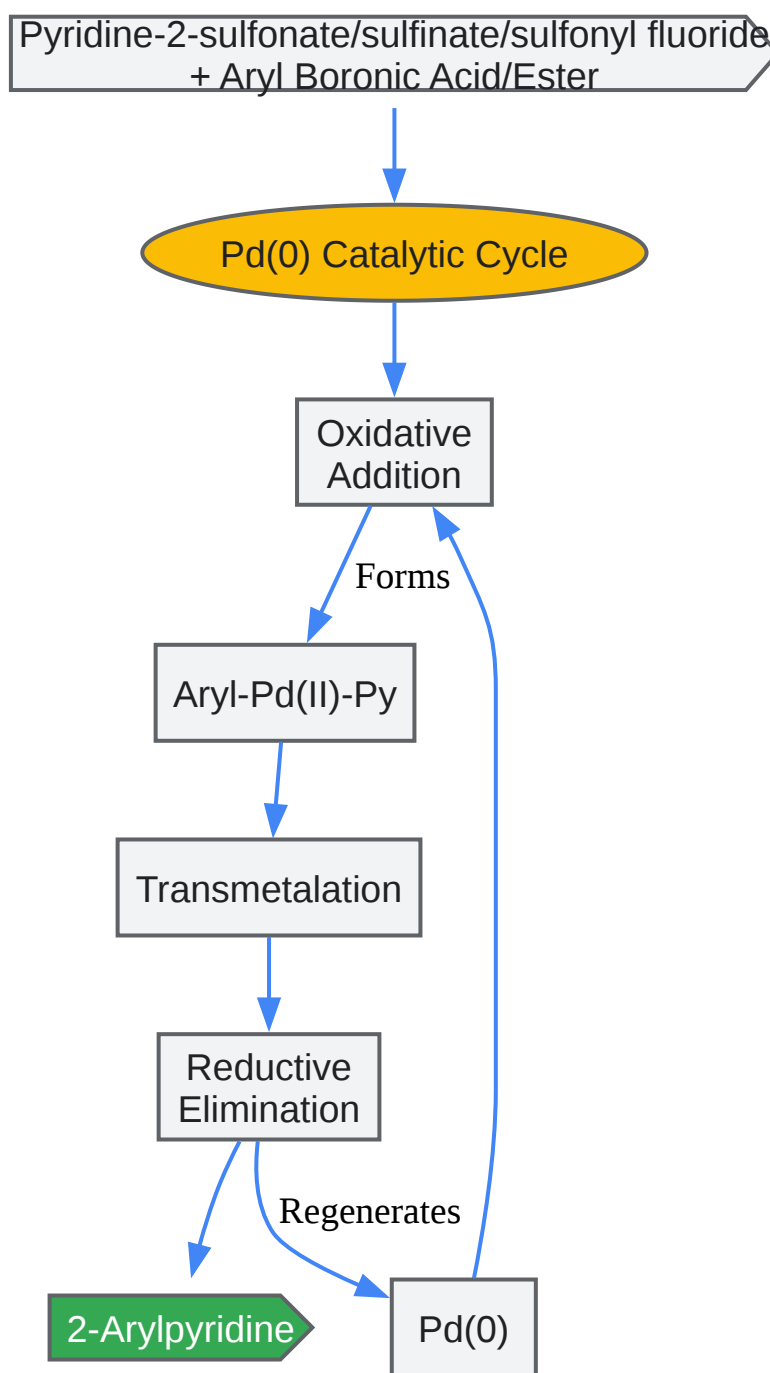 Pyridine-2-sulfonate/sulfinate/sulfonyl fluoride
+ Aryl Boronic Acid/Ester
Pd(0) Catalytic Cycle
Oxidative
Addition
Forms
Aryl-Pd(II)-Py
Transmetalation
Reductive
Elimination
Regenerates
2-Arylpyridine
Pd(0)